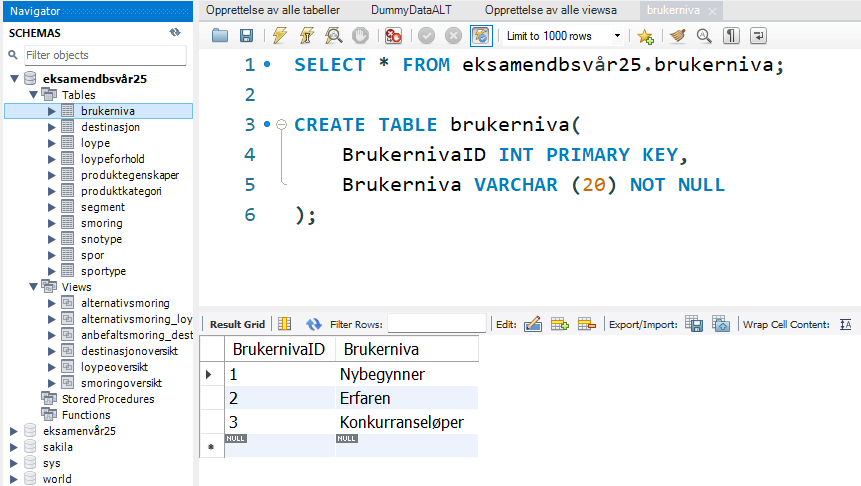 Navigator
SCHEMAS
Filter objects
eksamendbsvår25
Tables
brukerniva
destinasjon
loype
loypeforhold
produktegenskaper
produktkategori
segment
smoring
snotype
spor
sportype
Views
alternativsmoring
alternativsmoring_loy
anbefaltsmoring_dest
destinasjonoversikt
loypeoversikt
smoringoversikt
Stored Procedures
Functions
eksamenvår25
sakila
sys
world
Opprettelse av alle tabeller DummyDataALT Opprettelse av alle viewsa brukerniva
Limit to 1000 rows
1 SELECT * FROM eksamendbsvår25.brukerniva;
2
3 CREATE TABLE brukerniva(
4 BrukernivaID INT PRIMARY KEY,
5 Brukerniva VARCHAR (20) NOT NULL
6 );
Result Grid Filter Rows: Edit: Export/Import: Wrap Cell Content: IA
BrukernivaID Brukerniva
1 Nybegynner
2 Erfaren
3 Konkurranseløper
* NULL NULL